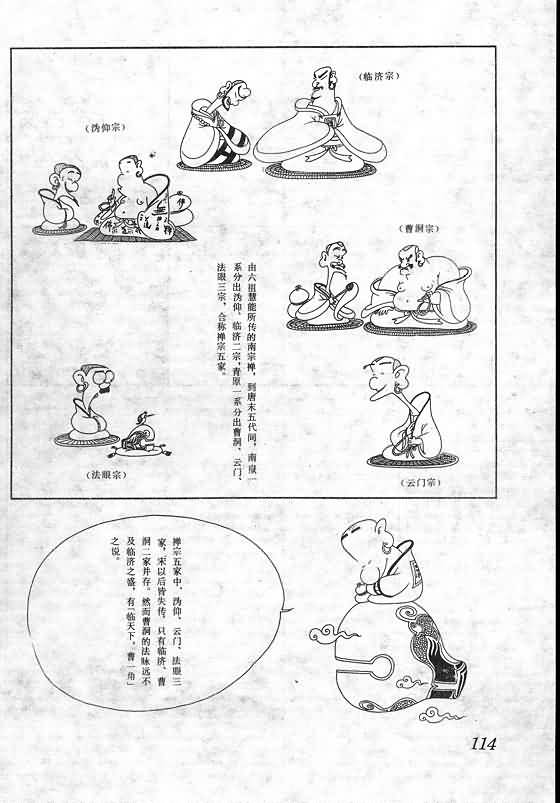 （临济宗）
（沩仰宗）
（曹洞宗）
由六祖慧能所传的南宗禅，到唐末五代间，南岳一
系分出沩仰、临济二宗，青原一系分出曹洞、云门、
法眼三宗，合称禅宗五家。
（法眼宗）
（云门宗）
禅宗五家中，沩仰、云门、法眼三
家，宋以后皆失传，只有临济、曹
洞二家并存。然而曹洞的法脉远不
及临济之盛，有「临天下，曹一角」
之说。
114